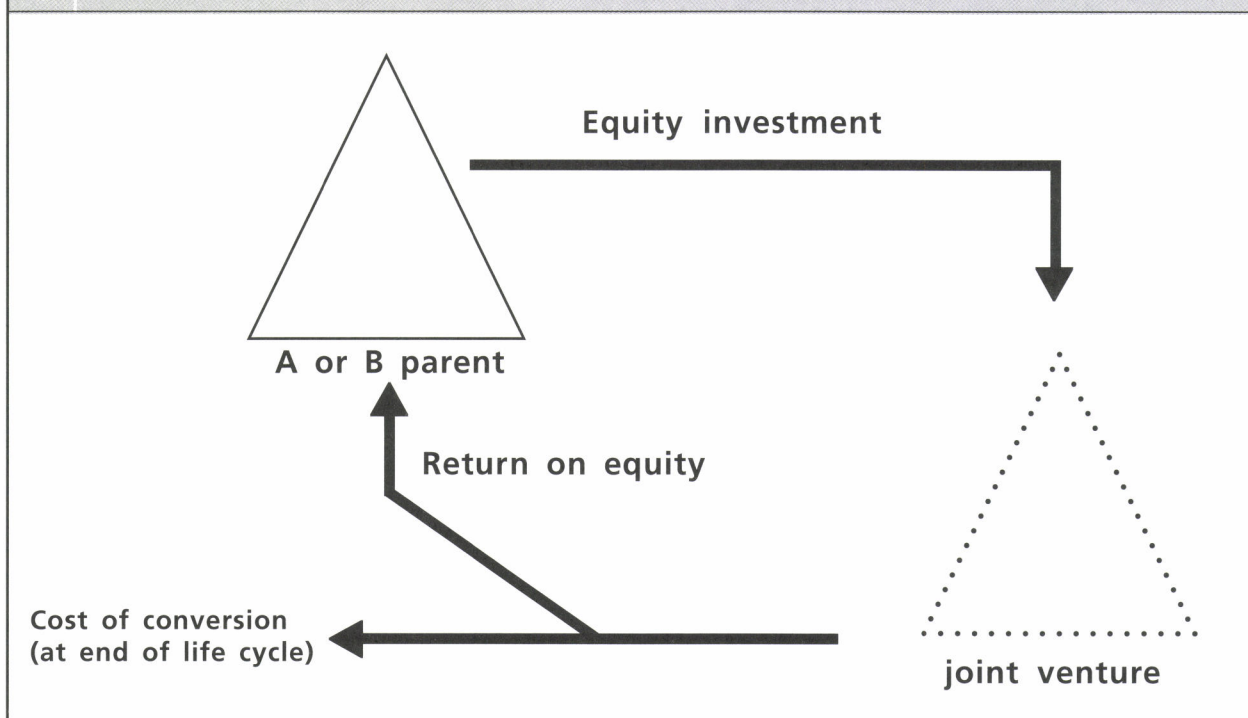 Equity investment
A or B parent
Return on equity
Cost of conversion
(at end of life cycle)
joint venture